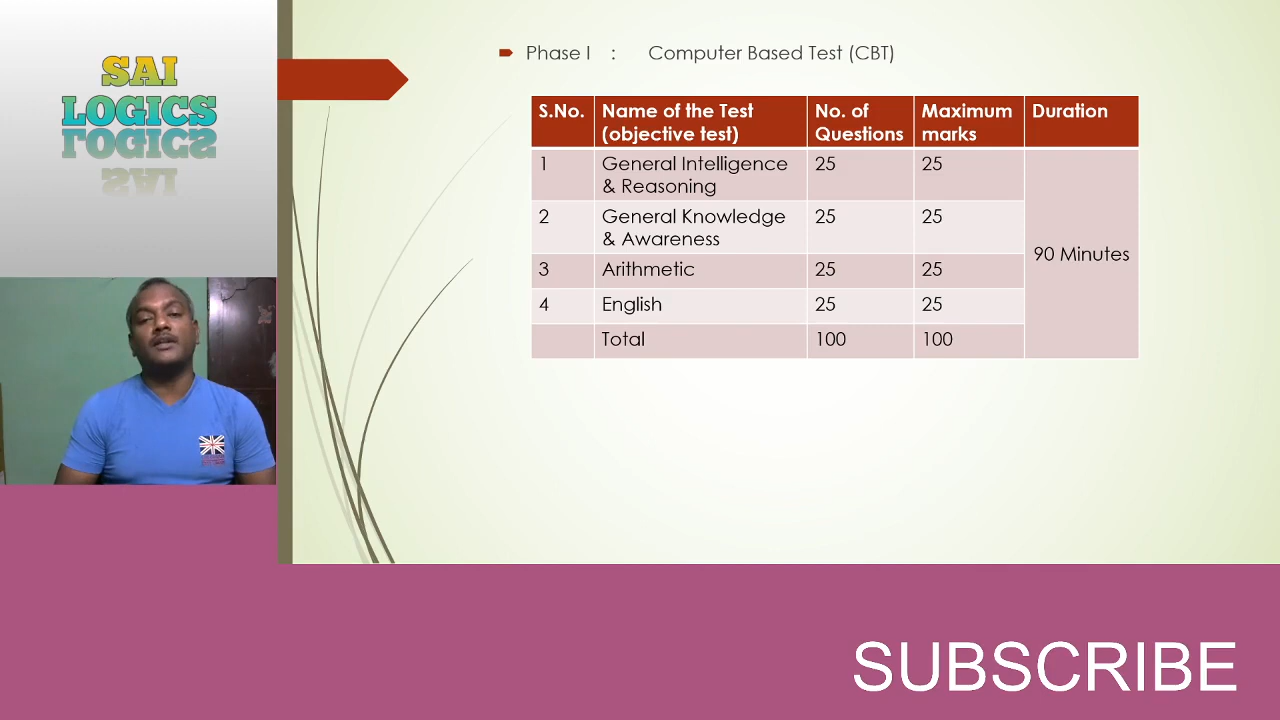 SAI
LOGICS
Phase I : Computer Based Test (CBT)
S.No. Name of the Test (objective test) No. of Questions Maximum marks Duration
1 General Intelligence & Reasoning 25 25 90 Minutes
2 General Knowledge & Awareness 25 25
3 Arithmetic 25 25
4 English 25 25
Total 100 100
SUBSCRIBE